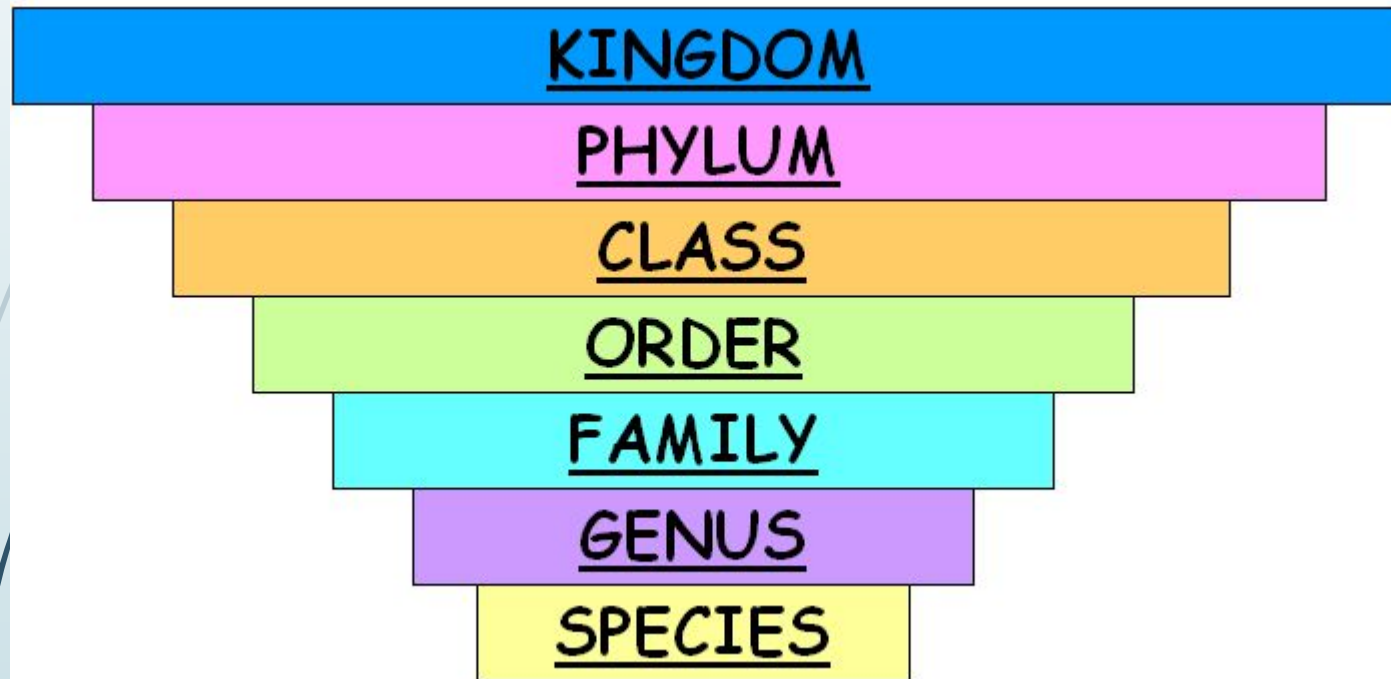 KINGDOM
PHYLUM
CLASS
ORDER
FAMILY
GENUS
SPECIES